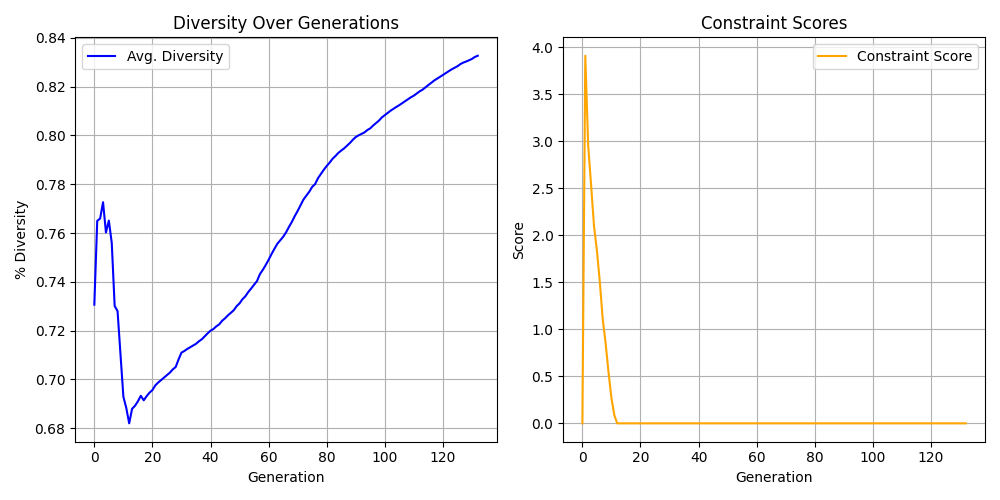 Diversity Over Generations
Avg. Diversity
% Diversity
0.84
0.82
0.80
0.78
0.76
0.74
0.72
0.70
0.68
0 20 40 60 80 100 120
Generation
Constraint Scores
Constraint Score
Score
4.0
3.5
3.0
2.5
2.0
1.5
1.0
0.5
0.0
0 20 40 60 80 100 120
Generation